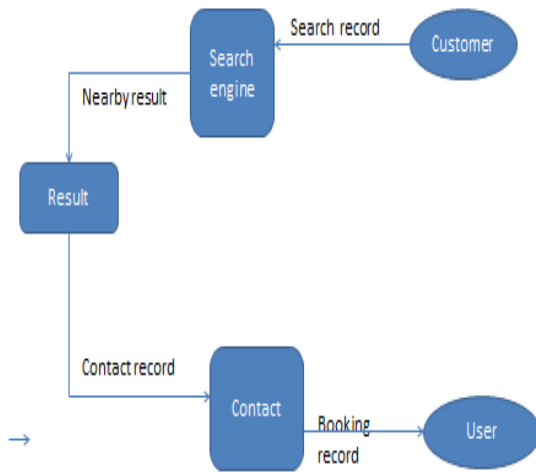 Search record
Customer
Search
engine
Nearby result
Result
Contact record
Contact
Booking
record
User